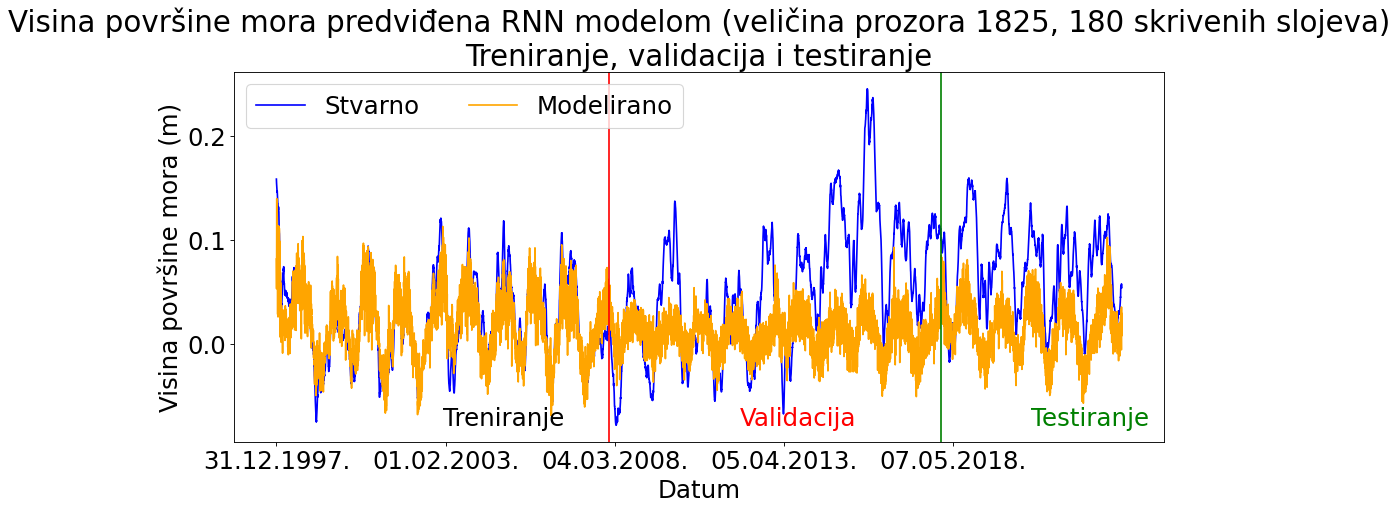 Visina površine mora predviđena RNN modelom (veličina prozora 1825, 180 skrivenih slojeva)
Treniranje, validacija i testiranje
Stvarno
Modelirano
Visina površine mora (m)
0.2
0.1
0.0
Treniranje
Validacija
Testiranje
31.12.1997.
01.02.2003.
04.03.2008.
05.04.2013.
07.05.2018.
Datum